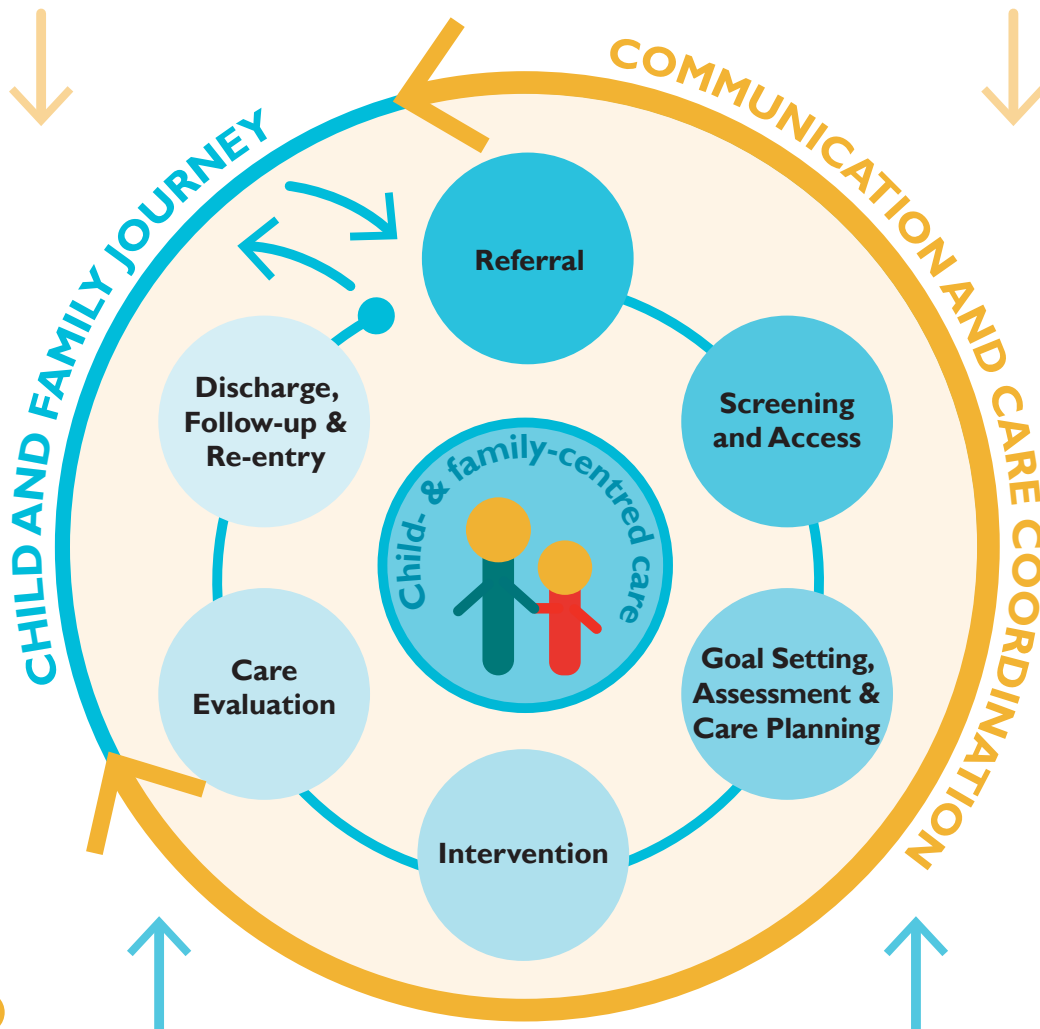 CHILD AND FAMILY JOURNEY
COMMUNICATION AND CARE COORDINATION
Referral
Screening
and Access
Goal Setting,
Assessment &
Care Planning
Intervention
Care
Evaluation
Discharge,
Follow-up &
Re-entry
Child- & family-centred care